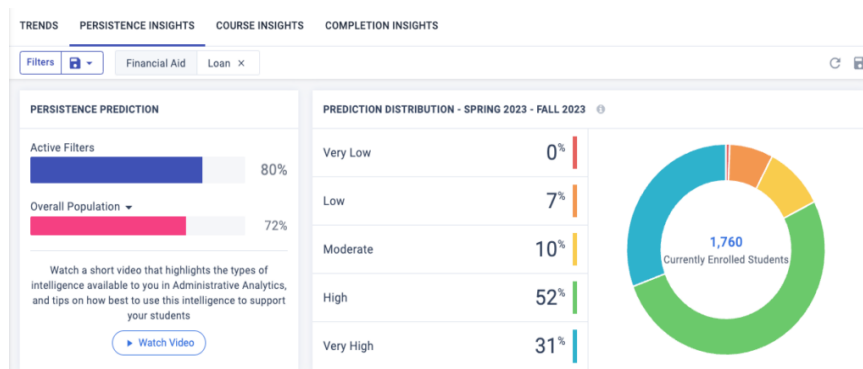 TRENDS PERSISTENCE INSIGHTS COURSE INSIGHTS COMPLETION INSIGHTS
Filters Financial Aid Loan ×
PERSISTENCE PREDICTION
Active Filters
80%
Overall Population
72%
Watch a short video that highlights the types of
intelligence available to you in Administrative Analytics,
and tips on how best to use this intelligence to support
your students
Watch Video
PREDICTION DISTRIBUTION - SPRING 2023 - FALL 2023
Very Low 0%
Low 7%
Moderate 10%
High 52%
Very High 31%
1,760
Currently Enrolled Students